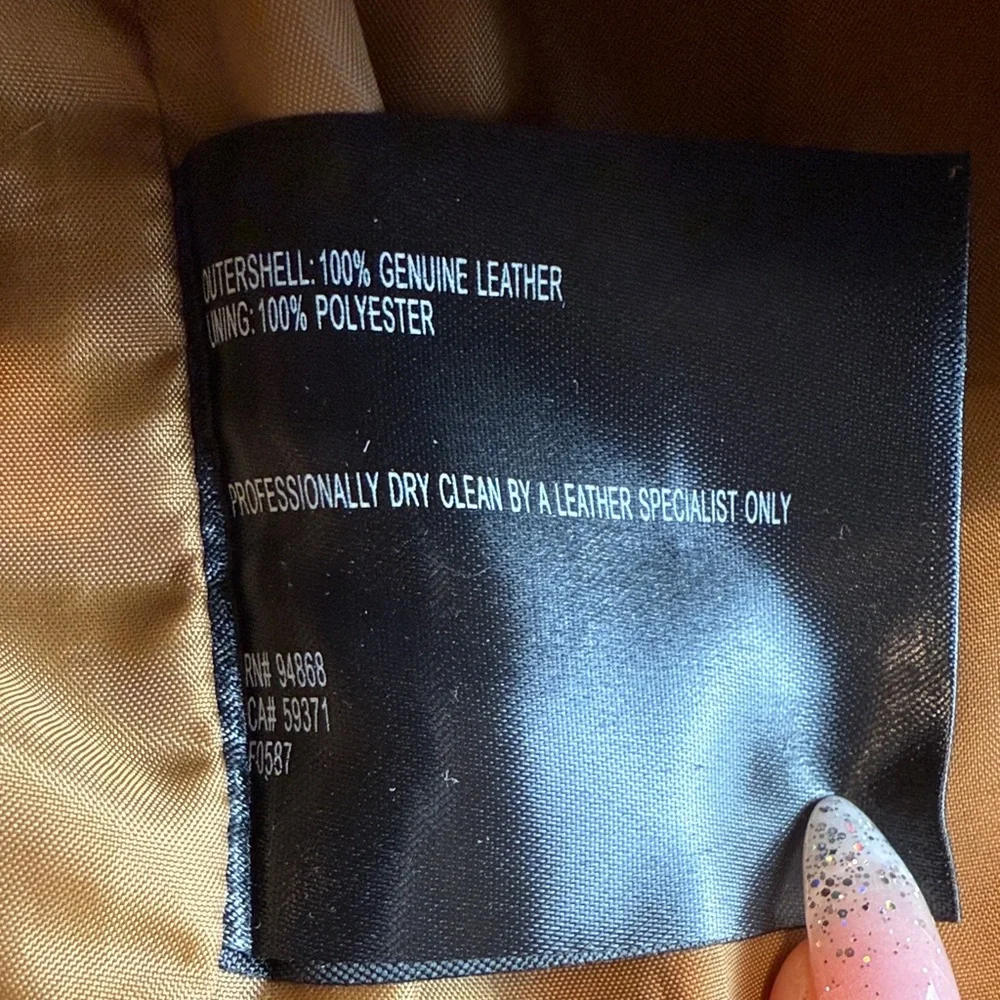 OUTERSHELL: 100% GENUINE LEATHER
LINING: 100% POLYESTER
PROFESSIONALLY DRY CLEAN BY A LEATHER SPECIALIST ONLY
RN# 94868
CA# 59371
F0587